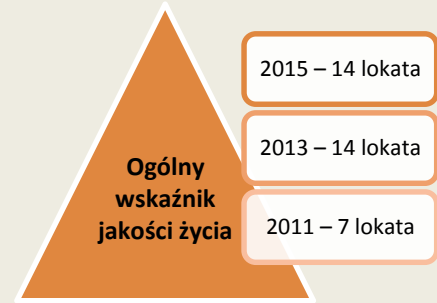 2015 – 14 lokata
2013 – 14 lokata
Ogólny
wskaźnik
jakości życia
2011 – 7 lokata